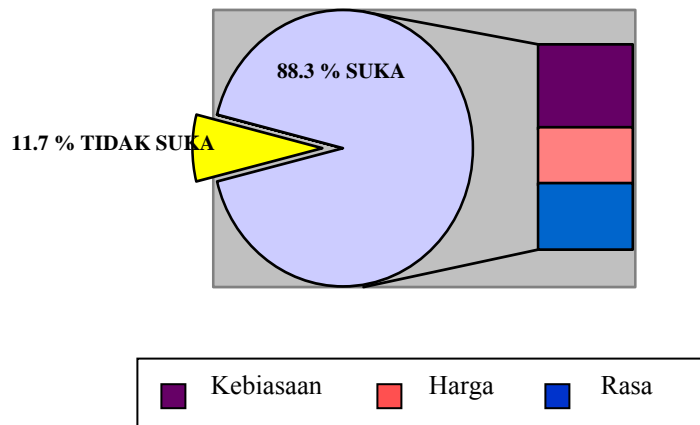 88.3 % SUKA
11.7 % TIDAK SUKA
Kebiasaan Harga Rasa